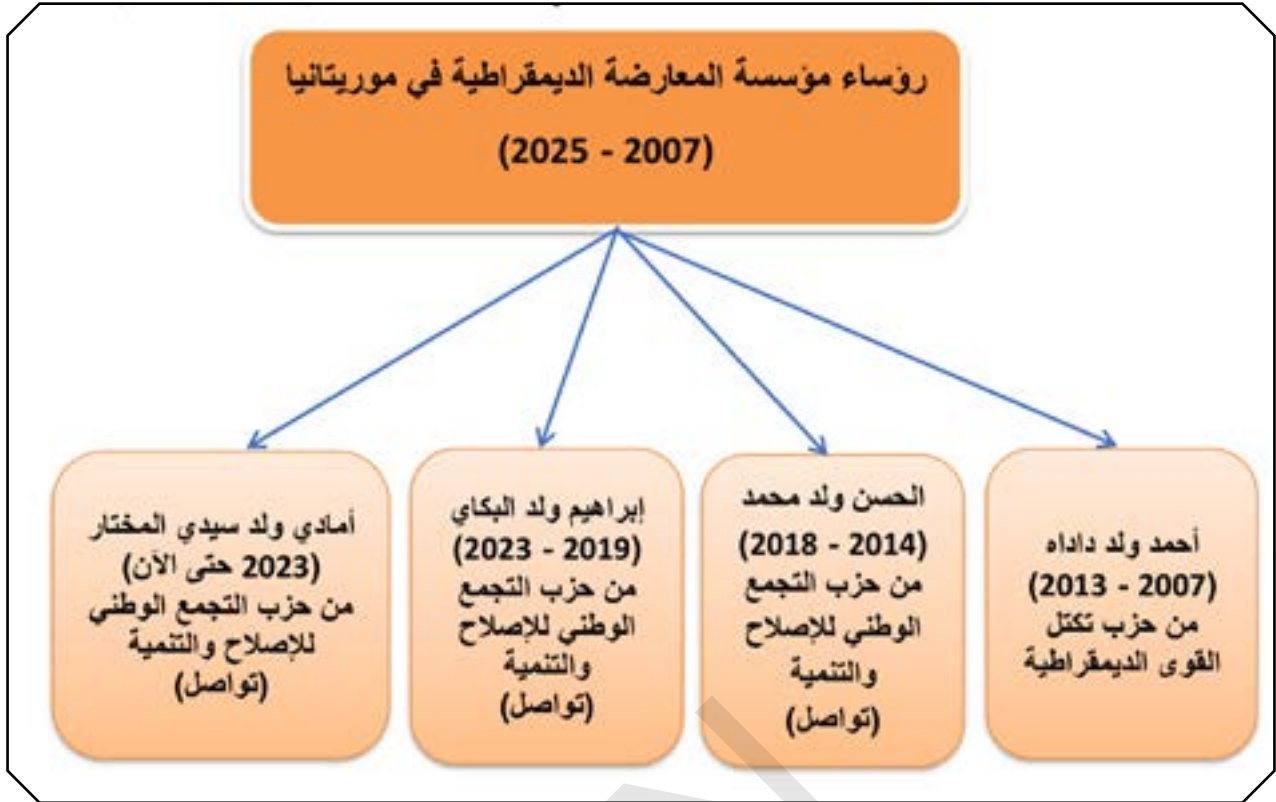 رؤساء مؤسسة المعارضة الديمقراطية في موريتانيا
(2007 - 2025)
أحمد ولد داداه
(2007 - 2013)
من حزب تكتل
القوى الديمقراطية
الحسن ولد محمد
(2014 - 2018)
من حزب التجمع
الوطني للإصلاح
والتنمية
(تواصل)
إبراهيم ولد البكاي
(2019 - 2023)
من حزب التجمع
الوطني للإصلاح
والتنمية
(تواصل)
أمادي ولد سيدي المختار
(2023 حتى الآن)
من حزب التجمع الوطني
للإصلاح والتنمية
(تواصل)